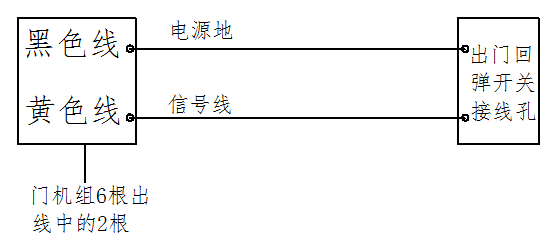 黑色线
电源地
出门回
弹开关
接线孔
黄色线
信号线
门机组6根出
线中的2根